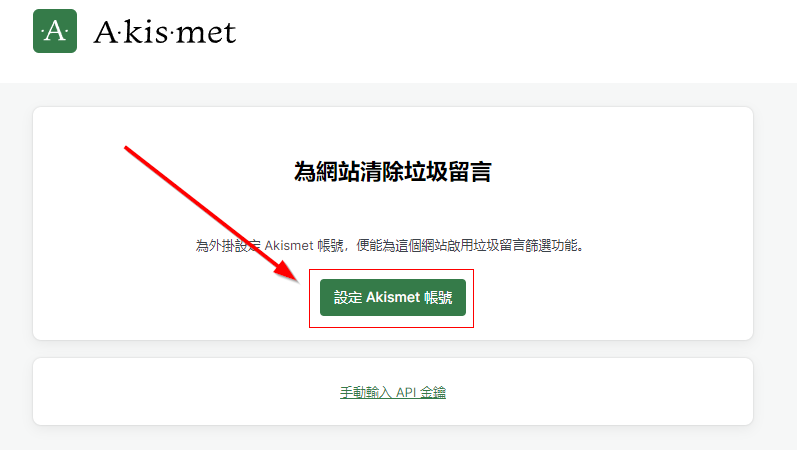 ·A·
A·kis·met
為網站清除垃圾留言
為外掛設定 Akismet 帳號，便能為這個網站啟用垃圾留言篩選功能。
設定 Akismet 帳號
手動輸入 API 金鑰